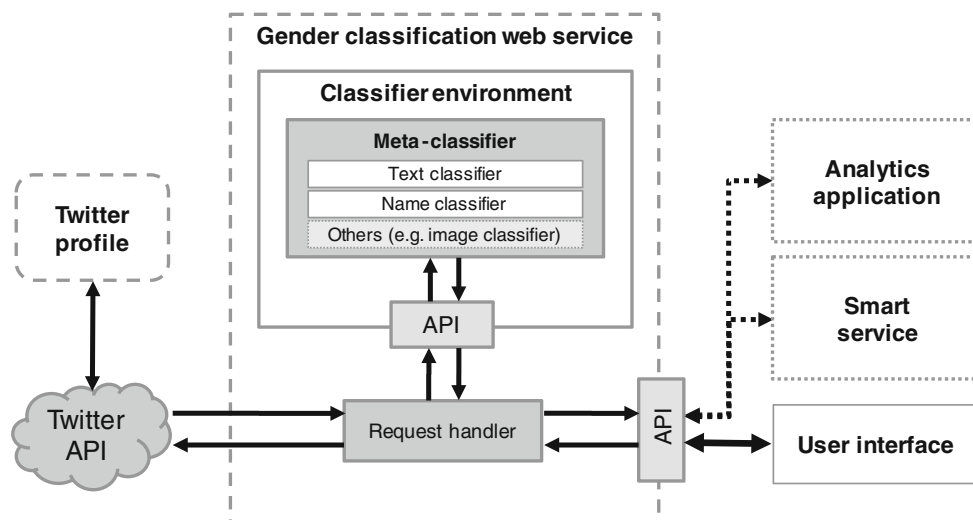 Gender classification web service
Classifier environment
Meta-classifier
Text classifier
Name classifier
Others (e.g. image classifier)
API
Twitter
profile
Twitter
API
Request handler
API
Analytics
application
Smart
service
User interface